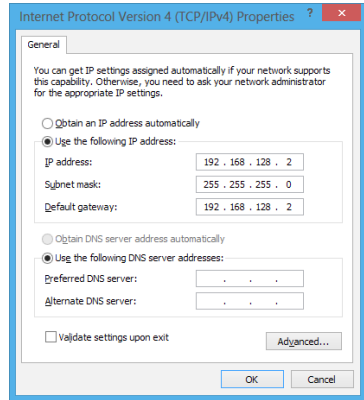 Internet Protocol Version 4 (TCP/IPv4) Properties ? ×
General
You can get IP settings assigned automatically if your network supports
this capability. Otherwise, you need to ask your network administrator
for the appropriate IP settings.
Obtain an IP address automatically
Use the following IP address:
IP address: 192 . 168 . 128 . 2
Subnet mask: 255 . 255 . 255 . 0
Default gateway: 192 . 168 . 128 . 2
Obtain DNS server address automatically
Use the following DNS server addresses:
Preferred DNS server: . . .
Alternate DNS server: . . .
Validate settings upon exit
Advanced...
OK Cancel